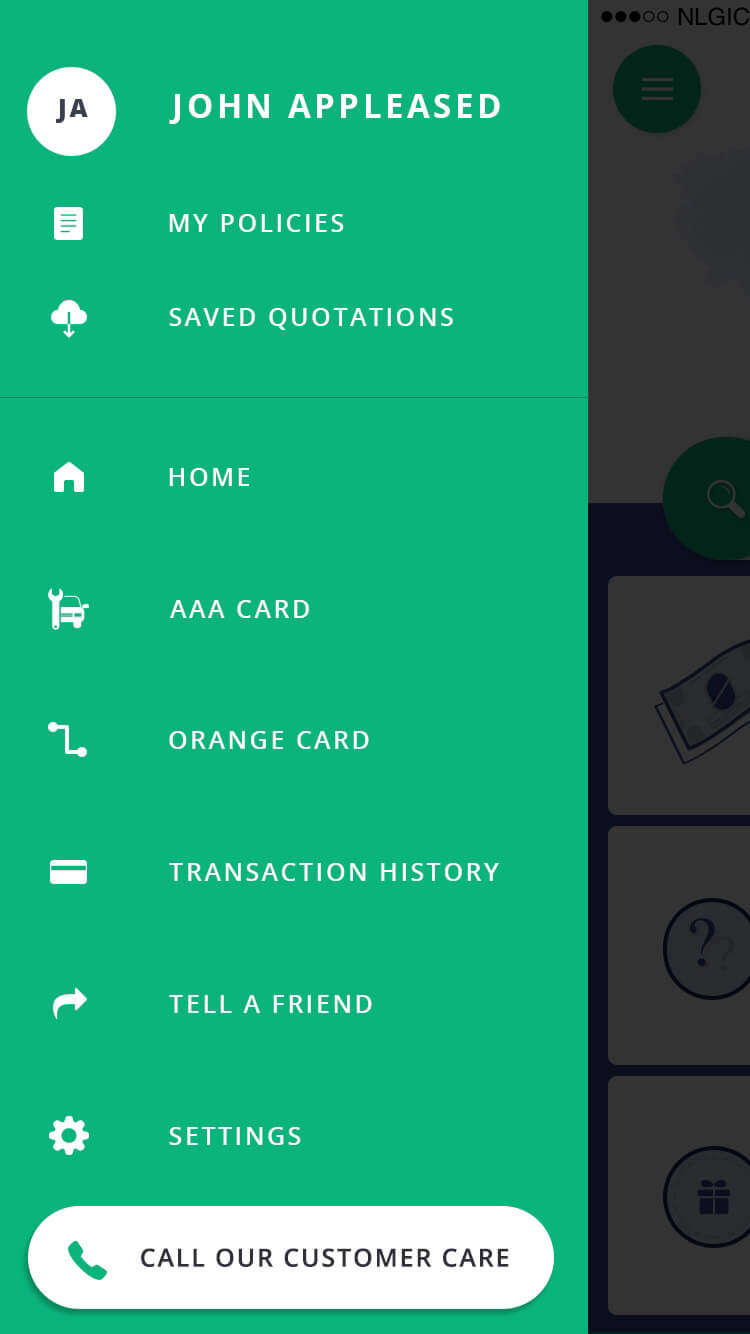 NLGIC
JA
JOHN APPLEASED
MY POLICIES
SAVED QUOTATIONS
HOME
AAA CARD
ORANGE CARD
TRANSACTION HISTORY
TELL A FRIEND
SETTINGS
CALL OUR CUSTOMER CARE
??